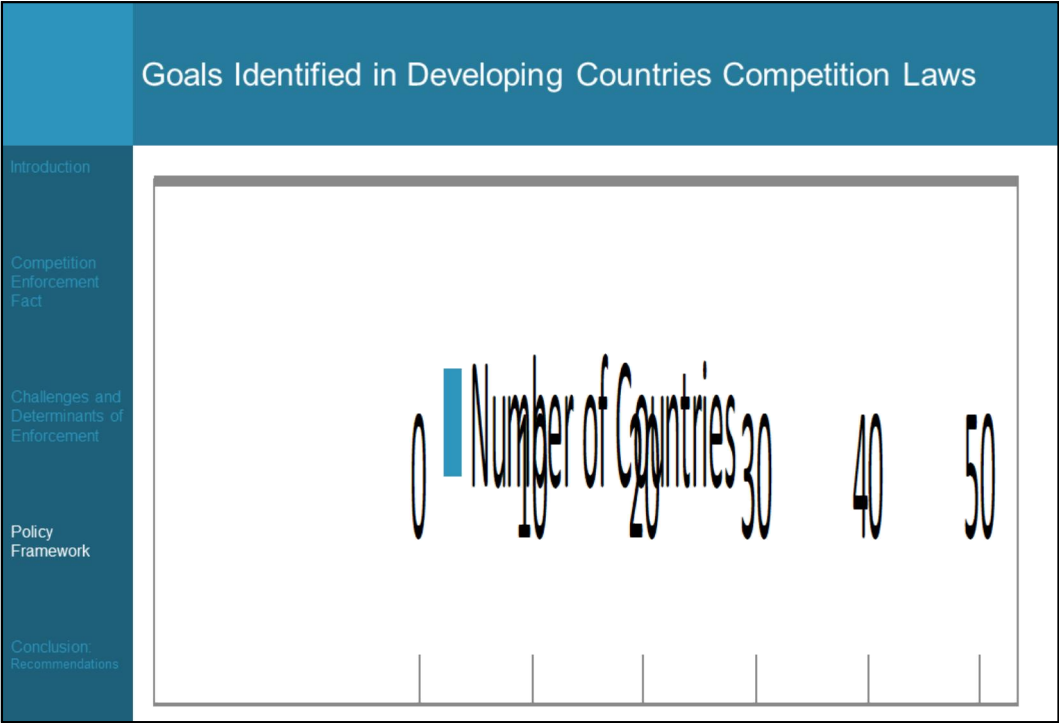 Goals Identified in Developing Countries Competition Laws
Introduction
Competition
Enforcement
Fact
Challenges and
Determinants of
Enforcement
Policy
Framework
Conclusion:
Recommendations
Number of Countries
0 10 20 30 40 50